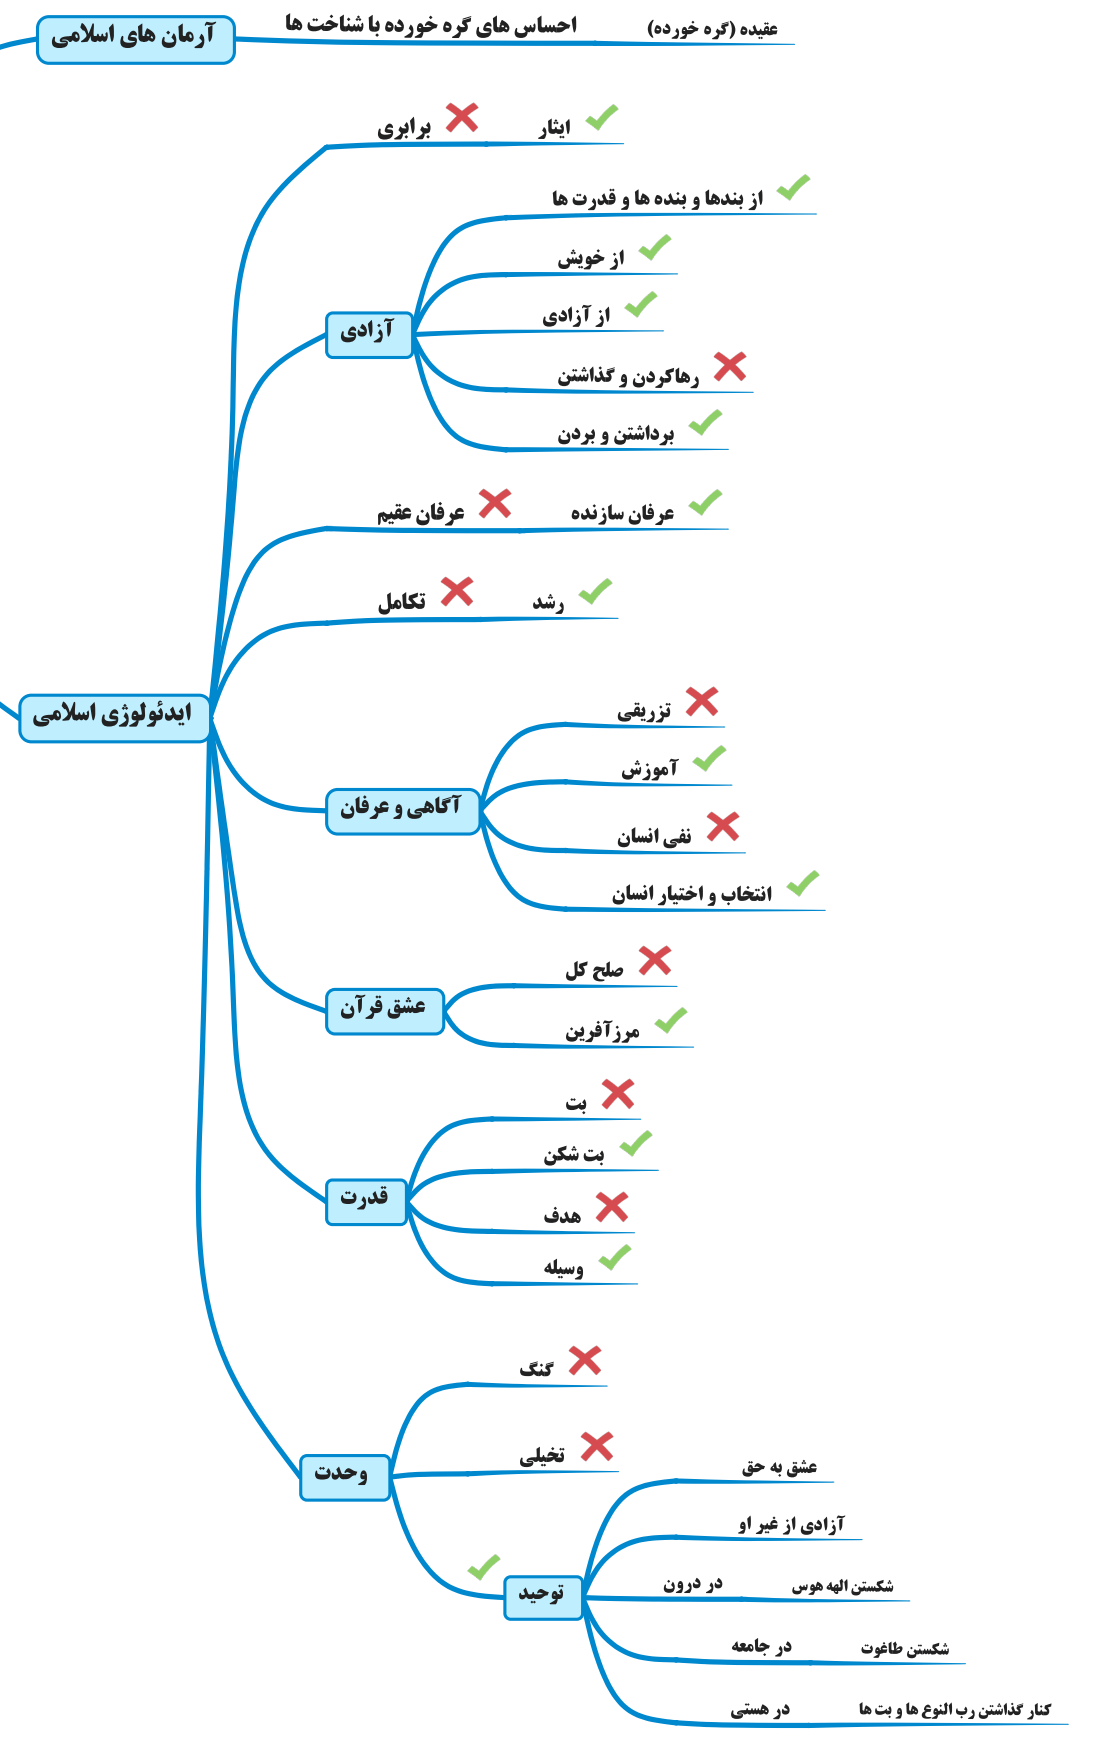 آرمان های اسلامی
احساس های گره خورده با شناخت ها
عقیده (گره خورده)
ایدئولوژی اسلامی
برابری
ایثار
آزادی
از بندها و بنده ها و قدرت ها
از خویش
از آزادی
رهاکردن و گذاشتن
برداشتن و بردن
عرفان عقیم
عرفان سازنده
تکامل
رشد
آگاهی و عرفان
تزریقی
آموزش
نفی انسان
انتخاب و اختیار انسان
عشق قرآن
صلح کل
مرزآفرین
قدرت
بت
بت شکن
هدف
وسیله
وحدت
گنگ
تخیلی
توحید
عشق به حق
آزادی از غیر او
در درون
شکستن الهه هوس
در جامعه
شکستن طاغوت
در هستی
کنار گذاشتن رب النوع ها و بت ها